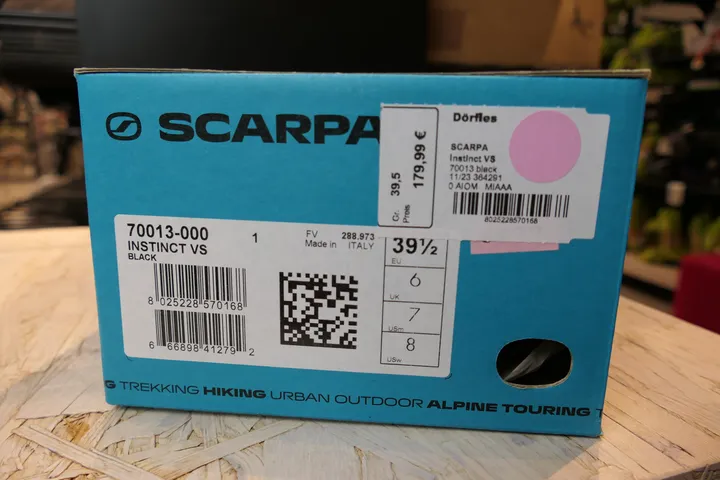 SCARPA
Dörfles
SCARPA
Instinct VS
70013 black
11/23 364291
0 AIOM MIAAA
8025228570168
Gr. 39,5
Preis 179,99 €
70013-000
INSTINCT VS
BLACK
1
FV 288.973
Made in ITALY
8 025228 570168
6 66898 41279 2
39½
EU
6
UK
7
USm
8
USw
G TREKKING HIKING URBAN OUTDOOR ALPINE TOURING T